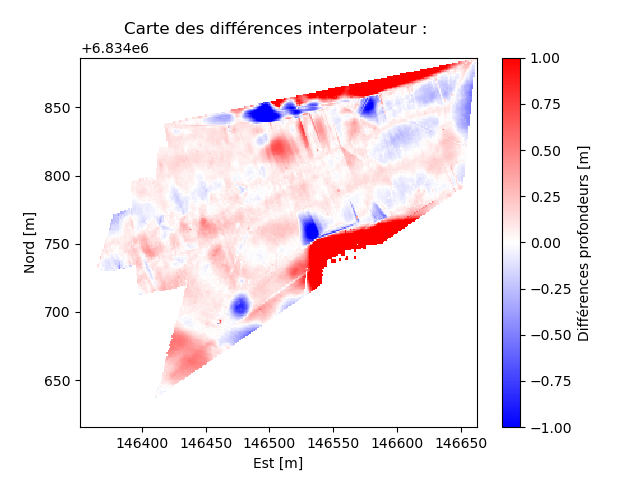 Carte des différences interpolateur :
+6.834e6
850
800
750
700
650
Nord [m]
146400 146450 146500 146550 146600 146650
Est [m]
1.00
0.75
0.50
0.25
0.00
−0.25
−0.50
−0.75
−1.00
Différences profondeurs [m]